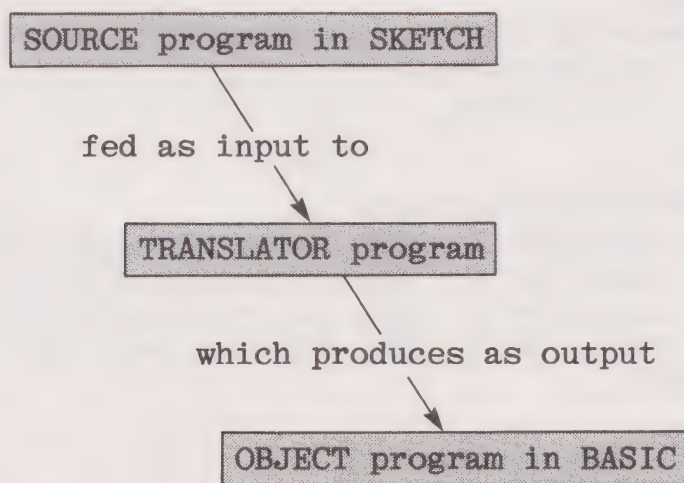 SOURCE program in SKETCH
fed as input to
TRANSLATOR program
which produces as output
OBJECT program in BASIC